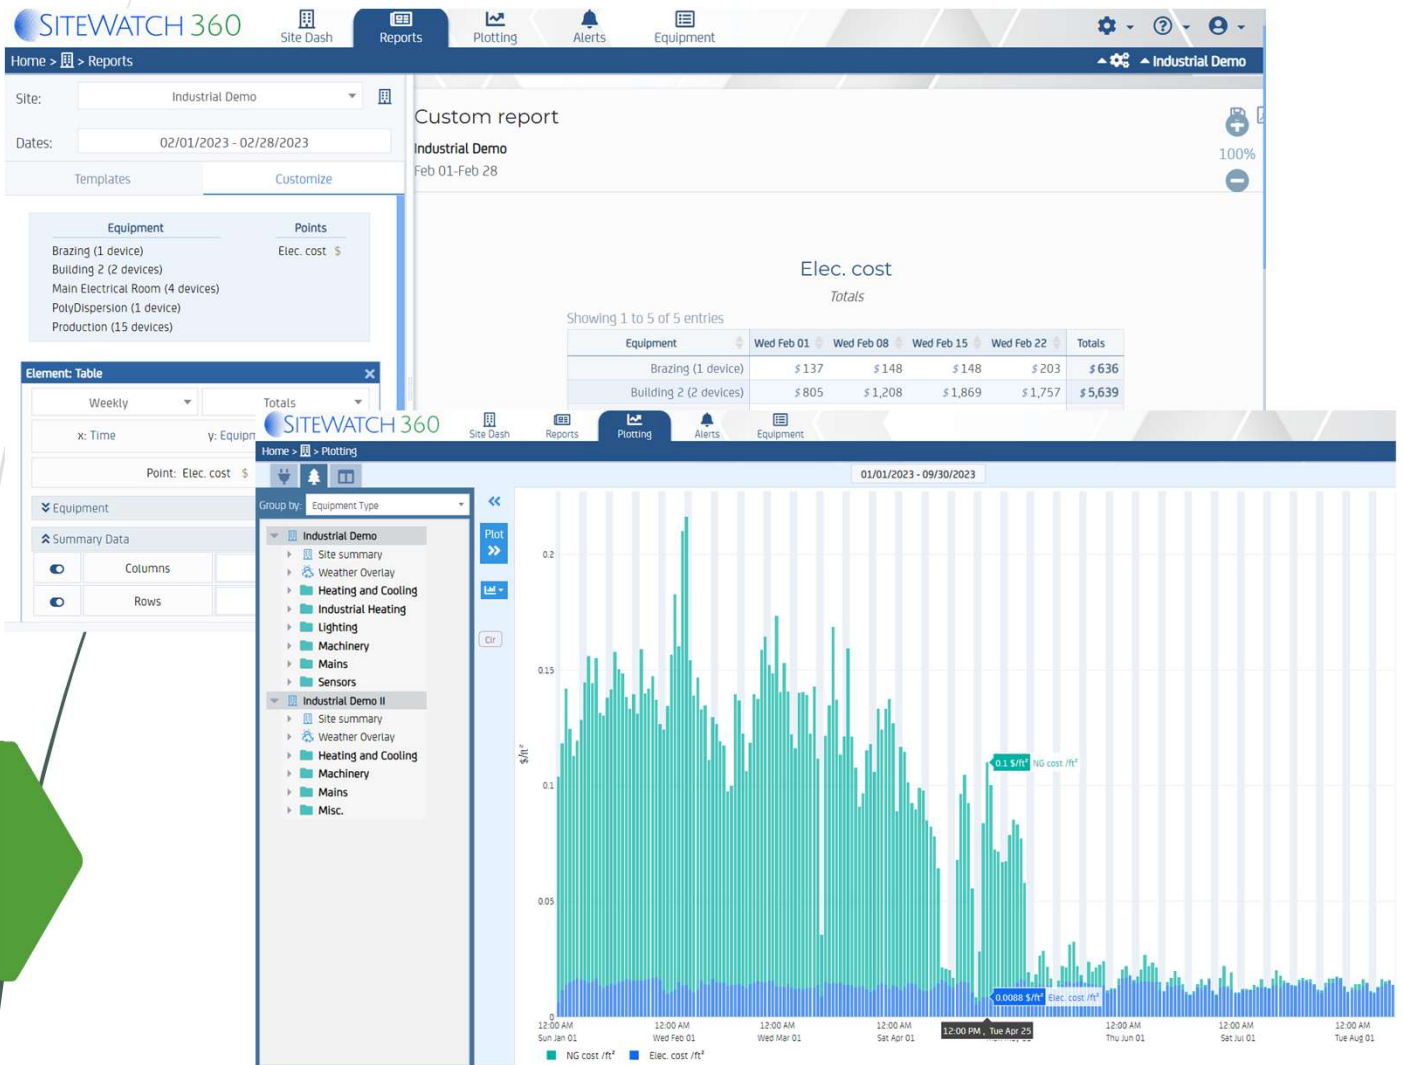 SITEWATCH 360
Site Dash
Reports
Plotting
Alerts
Equipment
Home > > Reports
Industrial Demo
Site:
Industrial Demo
Dates:
02/01/2023 - 02/28/2023
Templates
Customize
Equipment
Points
Brazing (1 device)
Elec. cost $
Building 2 (2 devices)
Main Electrical Room (4 devices)
PolyDispersion (1 device)
Production (15 devices)
Element: Table
Weekly
Totals
x: Time
y: Equipm
Point: Elec. cost $
Equipment
Summary Data
Columns
Rows
Custom report
Industrial Demo
Feb 01-Feb 28
100%
Elec. cost
Totals
Showing 1 to 5 of 5 entries
Equipment Wed Feb 01 Wed Feb 08 Wed Feb 15 Wed Feb 22 Totals
Brazing (1 device) $ 137 $ 148 $ 148 $ 203 $ 636
Building 2 (2 devices) $ 805 $ 1,208 $ 1,869 $ 1,757 $ 5,639
SITEWATCH 360
Site Dash
Reports
Plotting
Alerts
Equipment
Home > > Plotting
01/01/2023 - 09/30/2023
Group by:
Equipment Type
Industrial Demo
Site summary
Weather Overlay
Heating and Cooling
Industrial Heating
Lighting
Machinery
Mains
Sensors
Industrial Demo II
Site summary
Weather Overlay
Heating and Cooling
Machinery
Mains
Misc.
Plot
Clr
0.2
0.15
$/ft²
0.1
0.05
0
0.1 $/ft² NG cost /ft²
0.0088 $/ft² Elec. cost /ft²
12:00 AM
Sun Jan 01
12:00 AM
Wed Feb 01
12:00 AM
Wed Mar 01
12:00 AM
Sat Apr 01
12:00 PM , Tue Apr 25
12:00 AM
Thu Jun 01
12:00 AM
Sat Jul 01
12:00 AM
Tue Aug 01
NG cost /ft²
Elec. cost /ft²